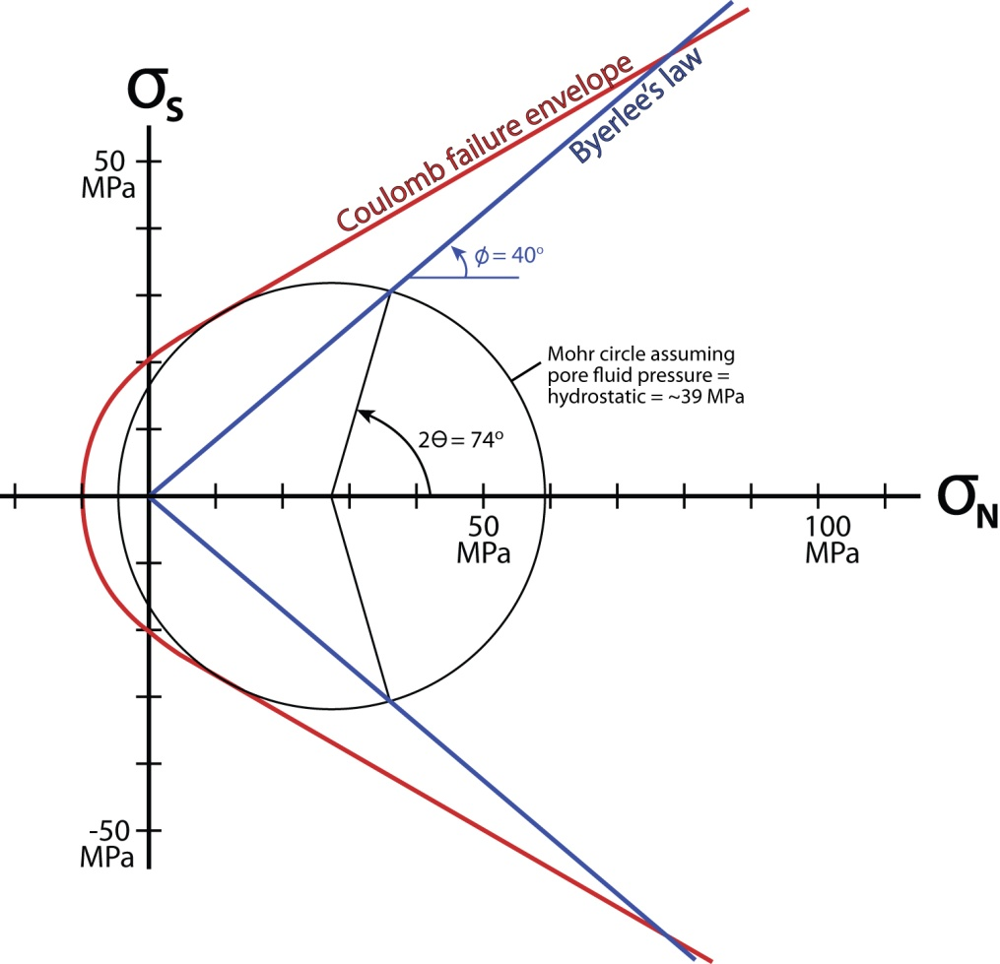 σS
50
MPa
Coulomb failure envelope
Byerlee's law
ϕ = 40°
Mohr circle assuming
pore fluid pressure =
hydrostatic = ~39 MPa
2Θ = 74°
σN
50
MPa
100
MPa
-50
MPa